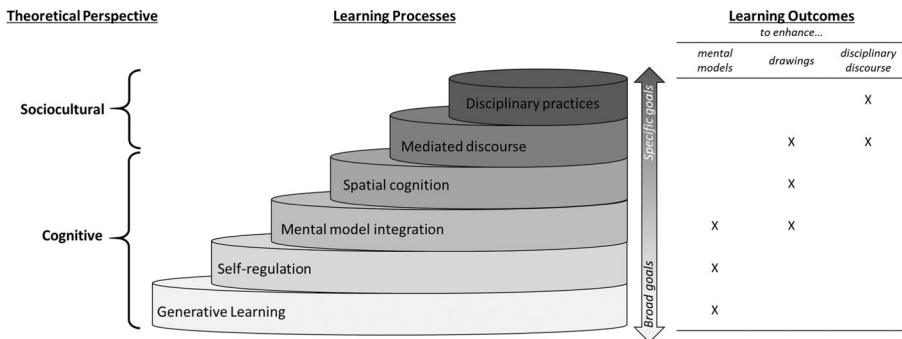 Theoretical Perspective
Learning Processes
Learning Outcomes
to enhance...
mental models
drawings
disciplinary discourse
Sociocultural
Disciplinary practices
X
Mediated discourse
X X
Spatial cognition
X
Cognitive
Mental model integration
X X
Self-regulation
X
Generative Learning
X
Specific goals
Broad goals